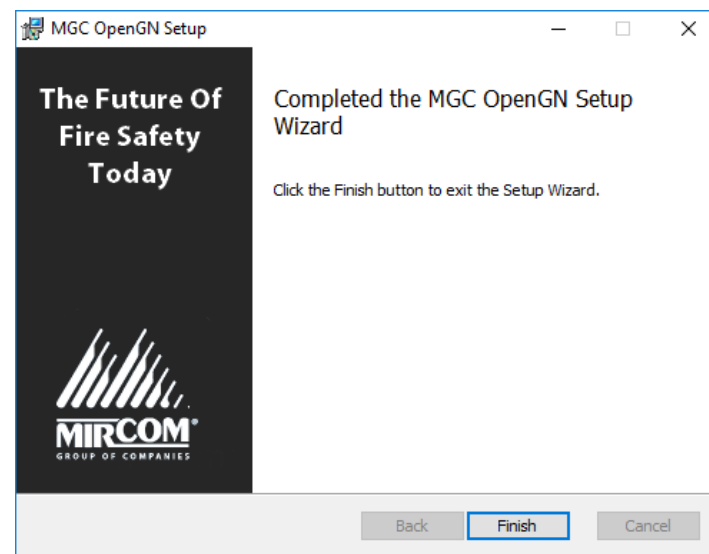 MGC OpenGN Setup
The Future Of
Fire Safety
Today
Completed the MGC OpenGN Setup
Wizard
Click the Finish button to exit the Setup Wizard.
MIRCOM®
GROUP OF COMPANIES
Back
Finish
Cancel